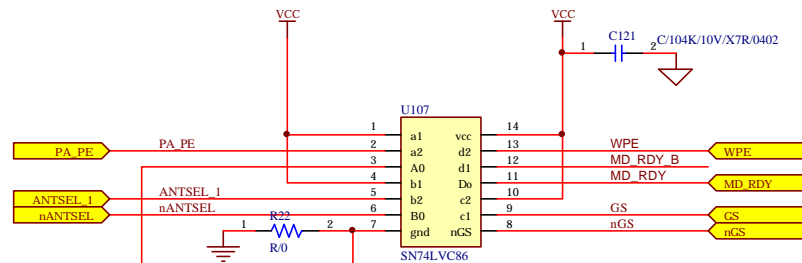 VCC
VCC
C121
C/104K/10V/X7R/0402
1
2
U107
1
a1
vcc
14
PA_PE
PA_PE
2
a2
d2
13
WPE
WPE
3
A0
d1
12
MD_RDY_B
4
b1
Do
11
MD_RDY
MD_RDY
ANTSEL_1
ANTSEL_1
5
b2
c2
10
nANTSEL
nANTSEL
6
B0
c1
9
GS
GS
1
R22
2
7
gnd
nGS
8
nGS
nGS
R/0
SN74LVC86